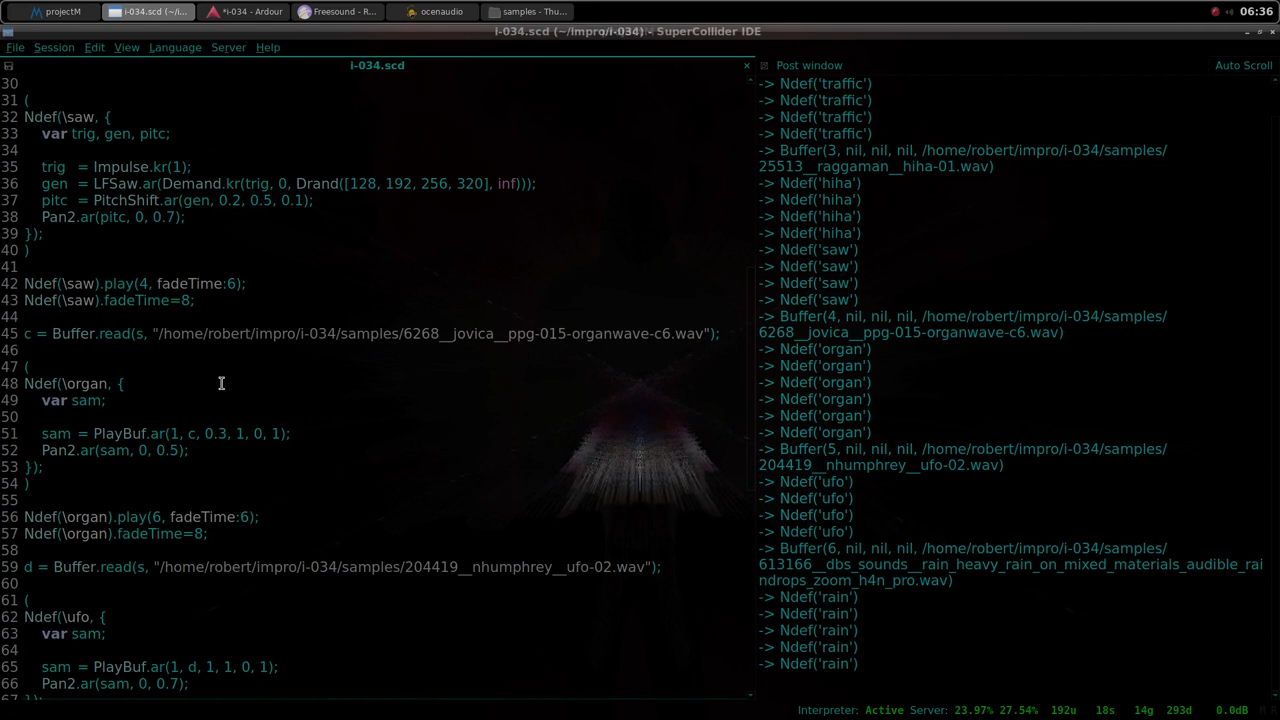 projectM
i-034.scd (~/i...
*i-034 - Ardour
Freesound - R...
ocenaudio
samples - Thu...
06:36
i-034.scd (~/impro/i-034) - SuperCollider IDE
File Session Edit View Language Server Help
i-034.scd
30
31 (
32 Ndef(\saw, {
33 var trig, gen, pitc;
34
35 trig = Impulse.kr(1);
36 gen = LFSaw.ar(Demand.kr(trig, 0, Drand([128, 192, 256, 320], inf)));
37 pitc = PitchShift.ar(gen, 0.2, 0.5, 0.1);
38 Pan2.ar(pitc, 0, 0.7);
39 });
40 )
41
42 Ndef(\saw).play(4, fadeTime:6);
43 Ndef(\saw).fadeTime=8;
44
45 c = Buffer.read(s, "/home/robert/impro/i-034/samples/6268__jovica__ppg-015-organwave-c6.wav");
46
47 (
48 Ndef(\organ, {
49 var sam;
50
51 sam = PlayBuf.ar(1, c, 0.3, 1, 0, 1);
52 Pan2.ar(sam, 0, 0.5);
53 });
54 )
55
56 Ndef(\organ).play(6, fadeTime:6);
57 Ndef(\organ).fadeTime=8;
58
59 d = Buffer.read(s, "/home/robert/impro/i-034/samples/204419__nhumphrey__ufo-02.wav");
60
61 (
62 Ndef(\ufo, {
63 var sam;
64
65 sam = PlayBuf.ar(1, d, 1, 1, 0, 1);
66 Pan2.ar(sam, 0, 0.7);
67 });
Post window
Auto Scroll
-> Ndef('traffic')
-> Ndef('traffic')
-> Ndef('traffic')
-> Ndef('traffic')
-> Buffer(3, nil, nil, nil, /home/robert/impro/i-034/samples/
25513__raggaman__hiha-01.wav)
-> Ndef('hiha')
-> Ndef('hiha')
-> Ndef('hiha')
-> Ndef('hiha')
-> Ndef('saw')
-> Ndef('saw')
-> Ndef('saw')
-> Ndef('saw')
-> Buffer(4, nil, nil, nil, /home/robert/impro/i-034/samples/
6268__jovica__ppg-015-organwave-c6.wav)
-> Ndef('organ')
-> Ndef('organ')
-> Ndef('organ')
-> Ndef('organ')
-> Ndef('organ')
-> Ndef('organ')
-> Buffer(5, nil, nil, nil, /home/robert/impro/i-034/samples/
204419__nhumphrey__ufo-02.wav)
-> Ndef('ufo')
-> Ndef('ufo')
-> Ndef('ufo')
-> Ndef('ufo')
-> Buffer(6, nil, nil, nil, /home/robert/impro/i-034/samples/
613166__dbs_sounds__rain_heavy_rain_on_mixed_materials_audible_rai
ndrops_zoom_h4n_pro.wav)
-> Ndef('rain')
-> Ndef('rain')
-> Ndef('rain')
-> Ndef('rain')
-> Ndef('rain')
Interpreter: Active Server: 23.97% 27.54% 192u 18s 14g 293d 0.0dB